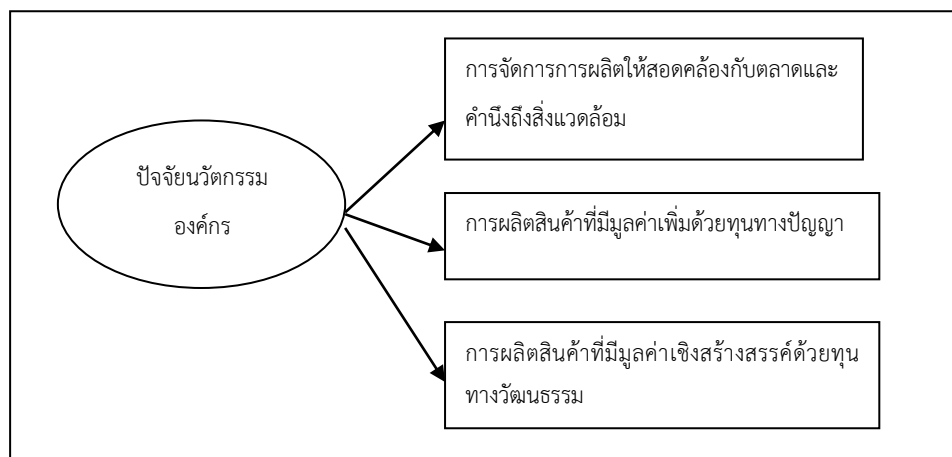 การจัดการการผลิตให้สอดคล้องกับตลาดและ
คำนึงถึงสิ่งแวดล้อม
ปัจจัยนวัตกรรม
องค์กร
การผลิตสินค้าที่มีมูลค่าเพิ่มด้วยทุนทางปัญญา
การผลิตสินค้าที่มีมูลค่าเชิงสร้างสรรค์ด้วยทุน
ทางวัฒนธรรม